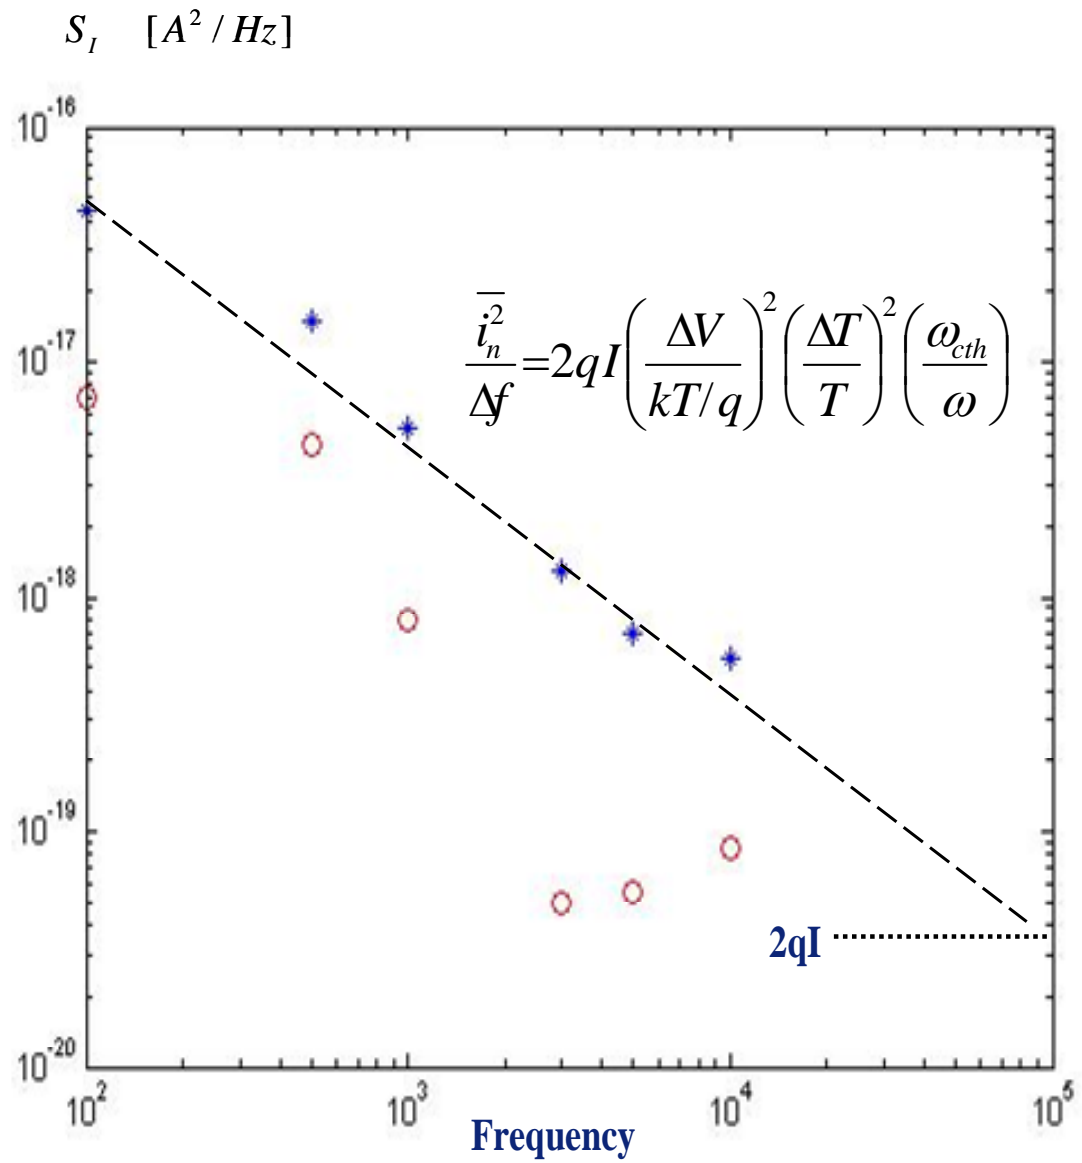 S_I [A^2 / Hz]
10^-16
10^-17
\overline{i_n^2}/Δf = 2qI (ΔV/(kT/q))^2 (ΔT/T)^2 (ω_cth/ω)
10^-18
10^-19
2qI
10^-20
10^2 10^3 10^4 10^5
Frequency